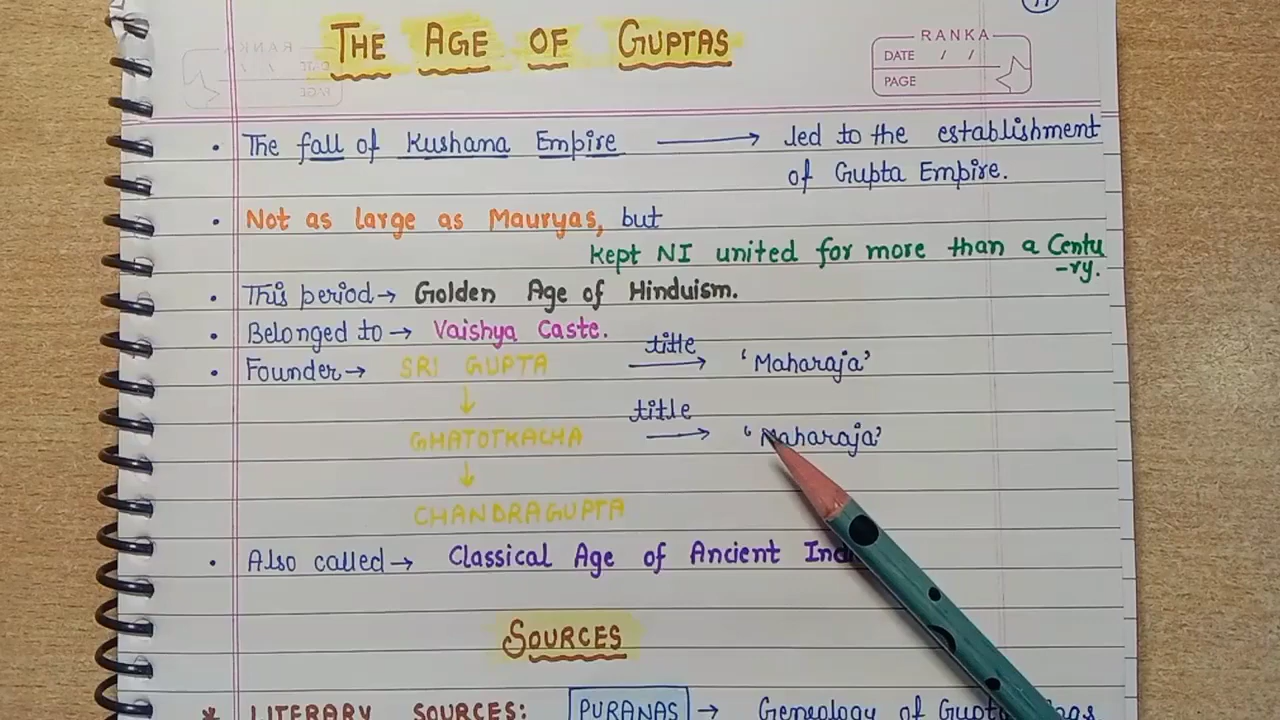 THE AGE OF GUPTAS
RANKA
DATE / /
PAGE
• The fall of Kushana Empire → led to the establishment
of Gupta Empire.
• Not as large as Mauryas, but
kept NI united for more than a Centu
-ry.
• This period → Golden Age of Hinduism.
• Belonged to → Vaishya Caste.
title
• Founder → SRI GUPTA → 'Maharaja'
↓
title
GHATOTKACHA → 'Maharaja'
↓
CHANDRAGUPTA
• Also called → Classical Age of Ancient
SOURCES
* LITERARY SOURCES: PURANAS → Geneology of